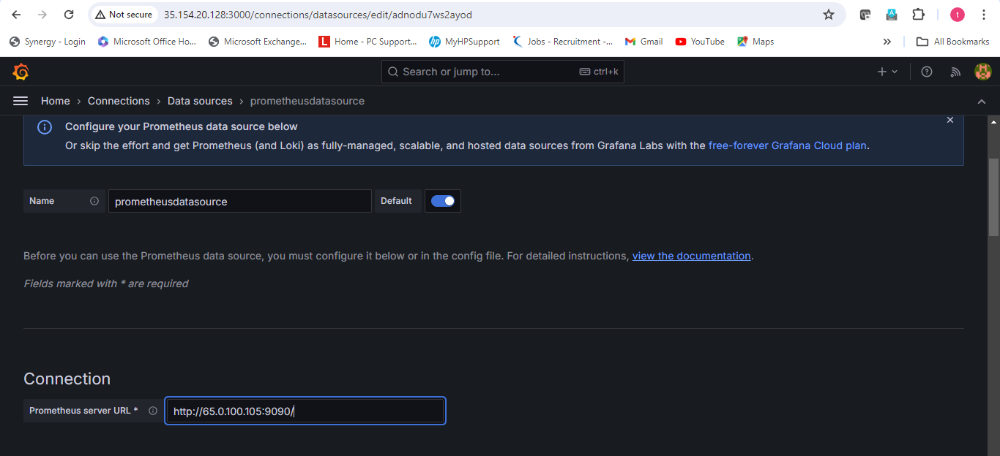 Not secure 35.154.20.128:3000/connections/datasources/edit/adnodu7ws2ayod t
Synergy - Login Microsoft Office Ho... Microsoft Exchange... L Home - PC Support... hp MyHPSupport Jobs - Recruitment -... Gmail YouTube Maps » All Bookmarks
Search or jump to... ctrl+k
Home › Connections › Data sources › prometheusdatasource
Configure your Prometheus data source below
Or skip the effort and get Prometheus (and Loki) as fully-managed, scalable, and hosted data sources from Grafana Labs with the free-forever Grafana Cloud plan.
Name prometheusdatasource Default
Before you can use the Prometheus data source, you must configure it below or in the config file. For detailed instructions, view the documentation.
Fields marked with * are required
Connection
Prometheus server URL * http://65.0.100.105:9090/